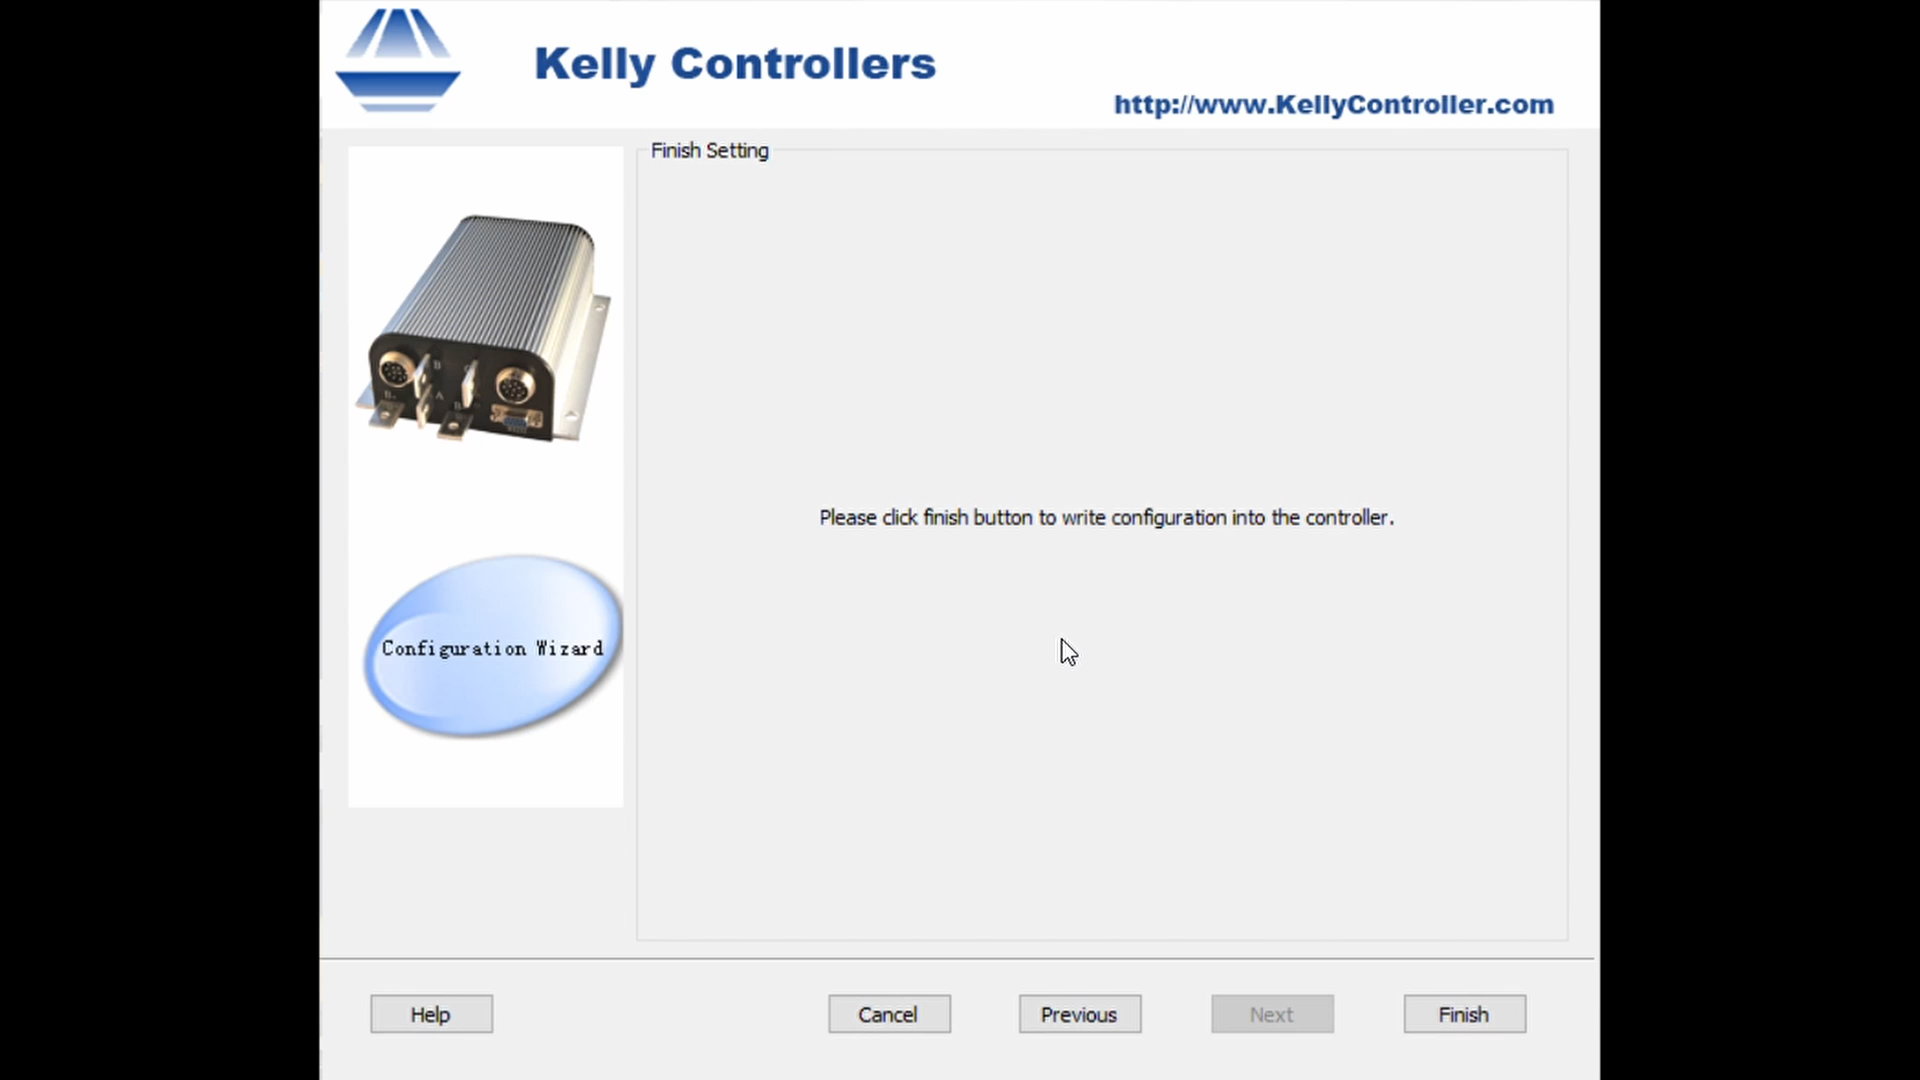 Kelly Controllers
http://www.KellyController.com
Finish Setting
B
A
Please click finish button to write configuration into the controller.
Configuration Wizard
Help
Cancel
Previous
Next
Finish